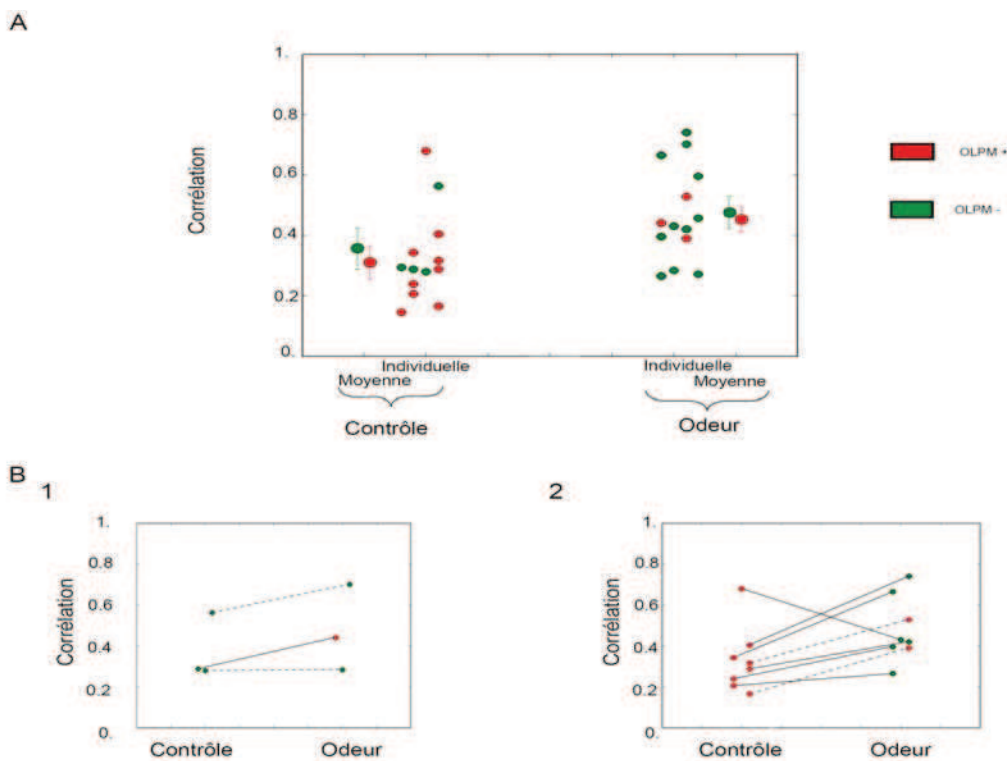 A
1.
0.8
0.6
0.4
0.2
0.
Corrélation
Individuelle
Moyenne
Contrôle
Individuelle
Moyenne
Odeur
OLPM +
OLPM -
B
1
1.
0.8
0.6
0.4
0.2
0.
Corrélation
Contrôle Odeur
2
1.
0.8
0.6
0.4
0.2
0.
Corrélation
Contrôle Odeur